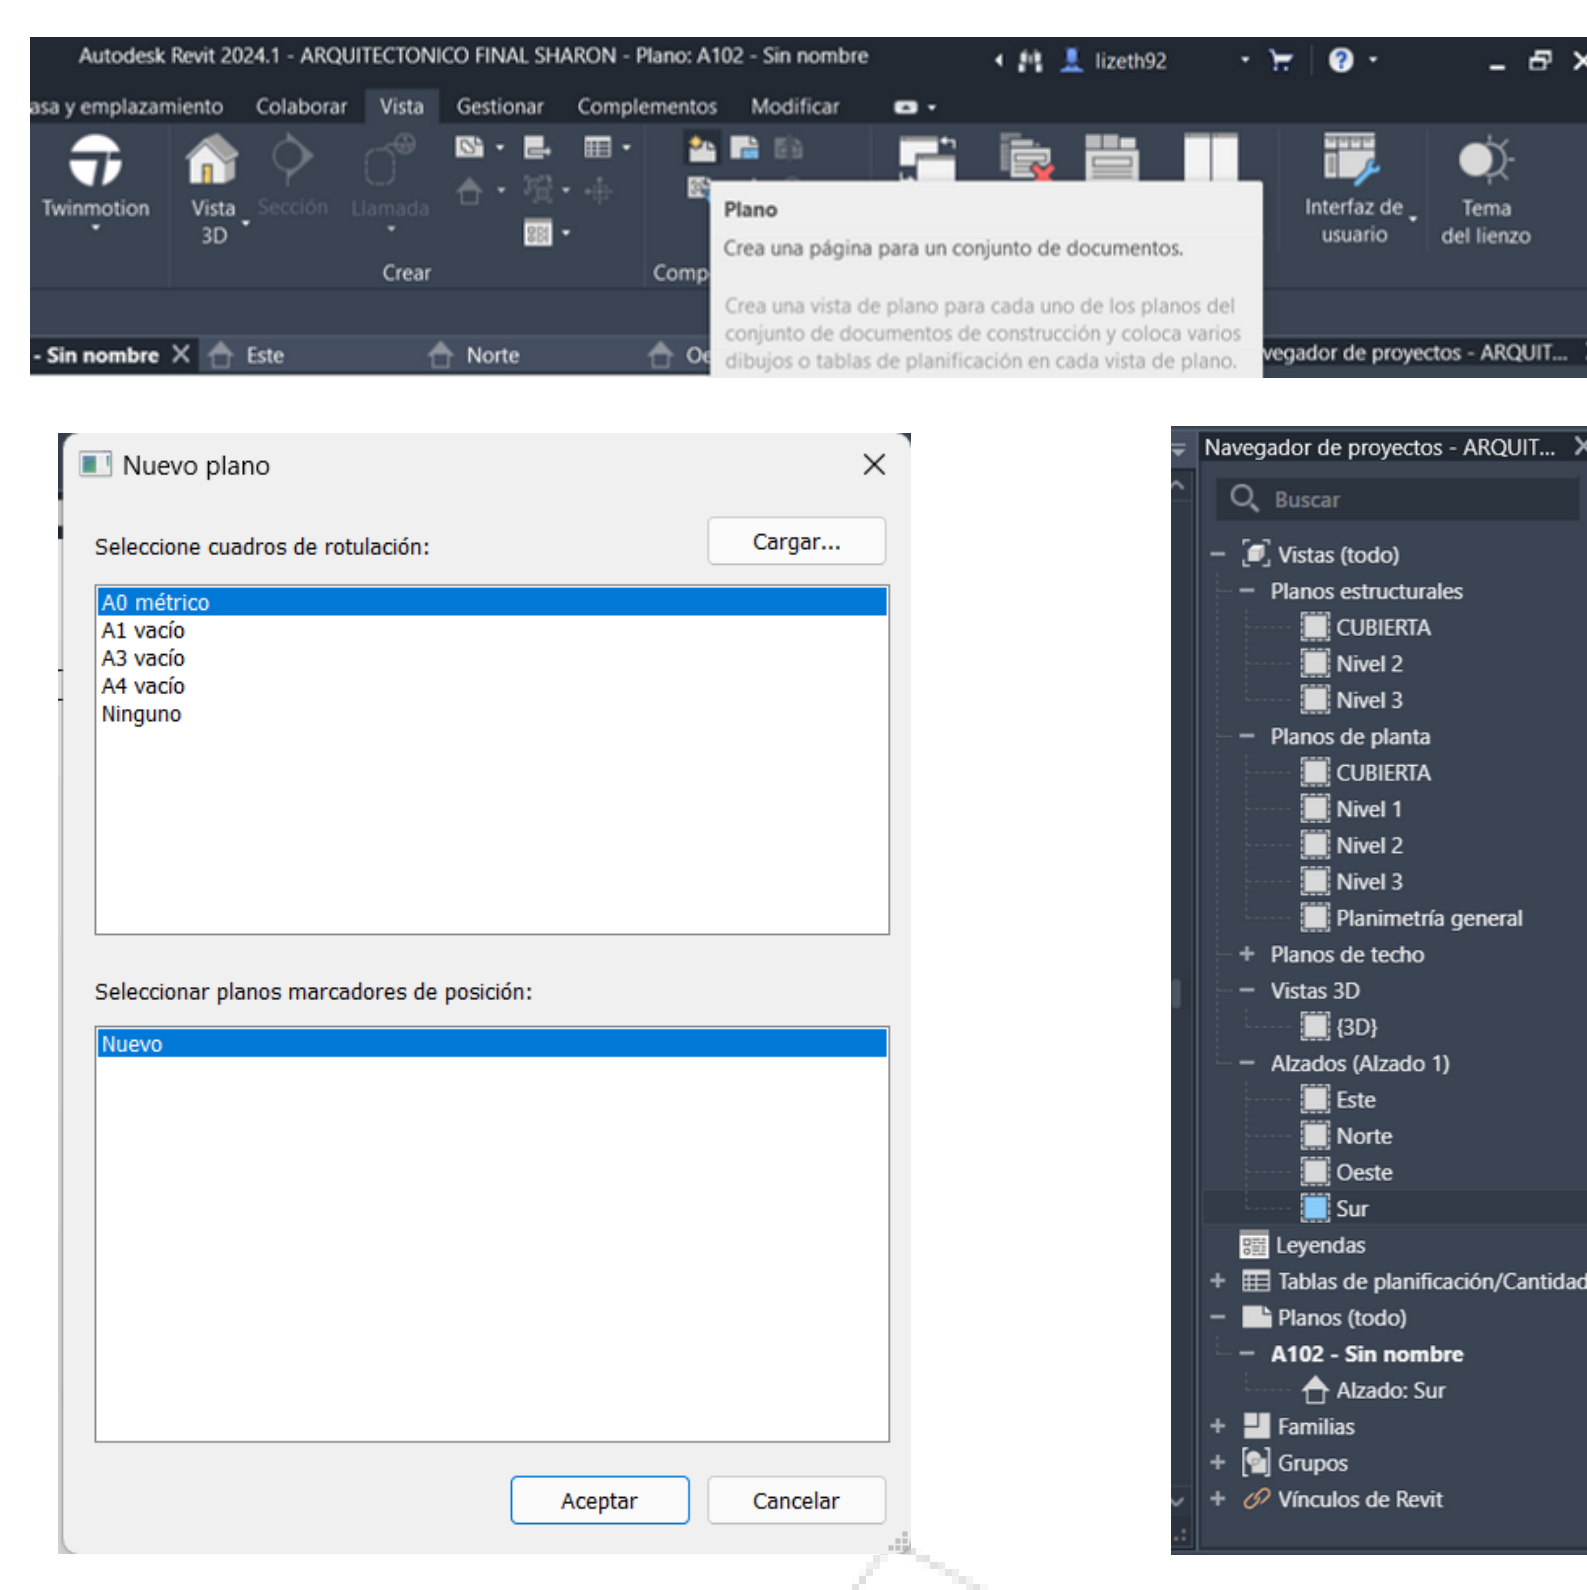 Autodesk Revit 2024.1 - ARQUITECTONICO FINAL SHARON - Plano: A102 - Sin nombre
lizeth92
asa y emplazamiento Colaborar Vista Gestionar Complementos Modificar
Twinmotion
Vista
3D
Sección
Llamada
Crear
Comp
Plano
Crea una página para un conjunto de documentos.
Crea una vista de plano para cada uno de los planos del
conjunto de documentos de construcción y coloca varios
dibujos o tablas de planificación en cada vista de plano.
Interfaz de
usuario
Tema
del lienzo
- Sin nombre Este Norte Oe
vegador de proyectos - ARQUIT...
Nuevo plano
Seleccione cuadros de rotulación:
Cargar...
A0 métrico
A1 vacío
A3 vacío
A4 vacío
Ninguno
Seleccionar planos marcadores de posición:
Nuevo
Aceptar Cancelar
Navegador de proyectos - ARQUIT...
Buscar
Vistas (todo)
Planos estructurales
CUBIERTA
Nivel 2
Nivel 3
Planos de planta
CUBIERTA
Nivel 1
Nivel 2
Nivel 3
Planimetría general
Planos de techo
Vistas 3D
{3D}
Alzados (Alzado 1)
Este
Norte
Oeste
Sur
Leyendas
Tablas de planificación/Cantidad
Planos (todo)
A102 - Sin nombre
Alzado: Sur
Familias
Grupos
Vínculos de Revit